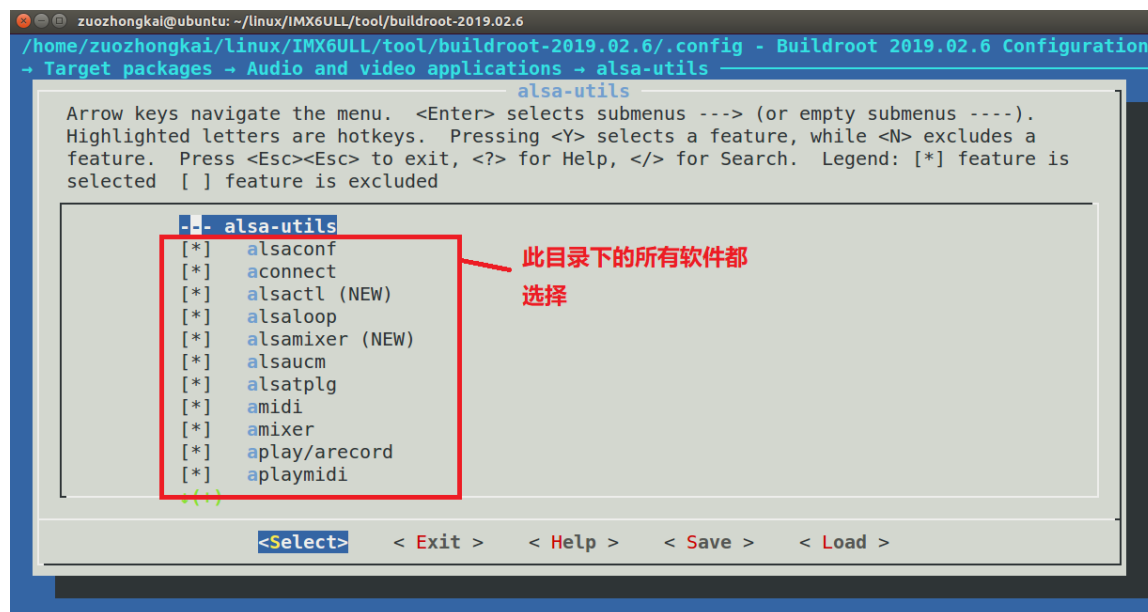 zuozhongkai@ubuntu: ~/linux/IMX6ULL/tool/buildroot-2019.02.6
/home/zuozhongkai/linux/IMX6ULL/tool/buildroot-2019.02.6/.config - Buildroot 2019.02.6 Configuration
→ Target packages → Audio and video applications → alsa-utils
alsa-utils
Arrow keys navigate the menu.  <Enter> selects submenus ---> (or empty submenus ----).
Highlighted letters are hotkeys.  Pressing <Y> selects a feature, while <N> excludes a
feature.  Press <Esc><Esc> to exit, <?> for Help, </> for Search.  Legend: [*] feature is
selected  [ ] feature is excluded
--- alsa-utils
[*]   alsaconf
[*]   aconnect
[*]   alsactl (NEW)
[*]   alsaloop
[*]   alsamixer (NEW)
[*]   alsaucm
[*]   alsatplg
[*]   amidi
[*]   amixer
[*]   aplay/arecord
[*]   aplaymidi
↓(+)
此目录下的所有软件都
选择
<Select>    < Exit >    < Help >    < Save >    < Load >